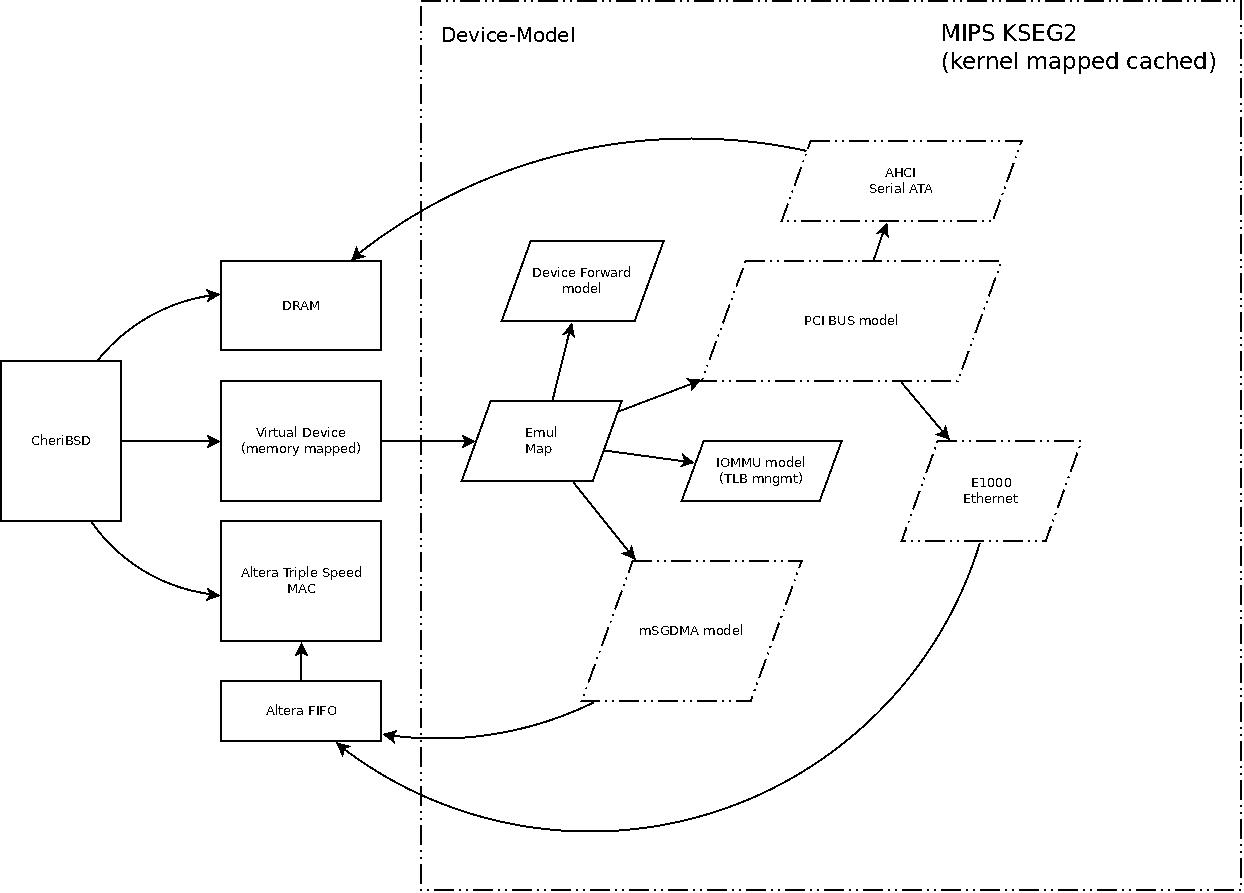 Device-Model
MIPS KSEG2
(kernel mapped cached)
AHCI
Serial ATA
Device Forward
model
DRAM
PCI BUS model
CheriBSD
Virtual Device
(memory mapped)
Emul
Map
IOMMU model
(TLB mngmt)
E1000
Ethernet
Altera Triple Speed
MAC
mSGDMA model
Altera FIFO